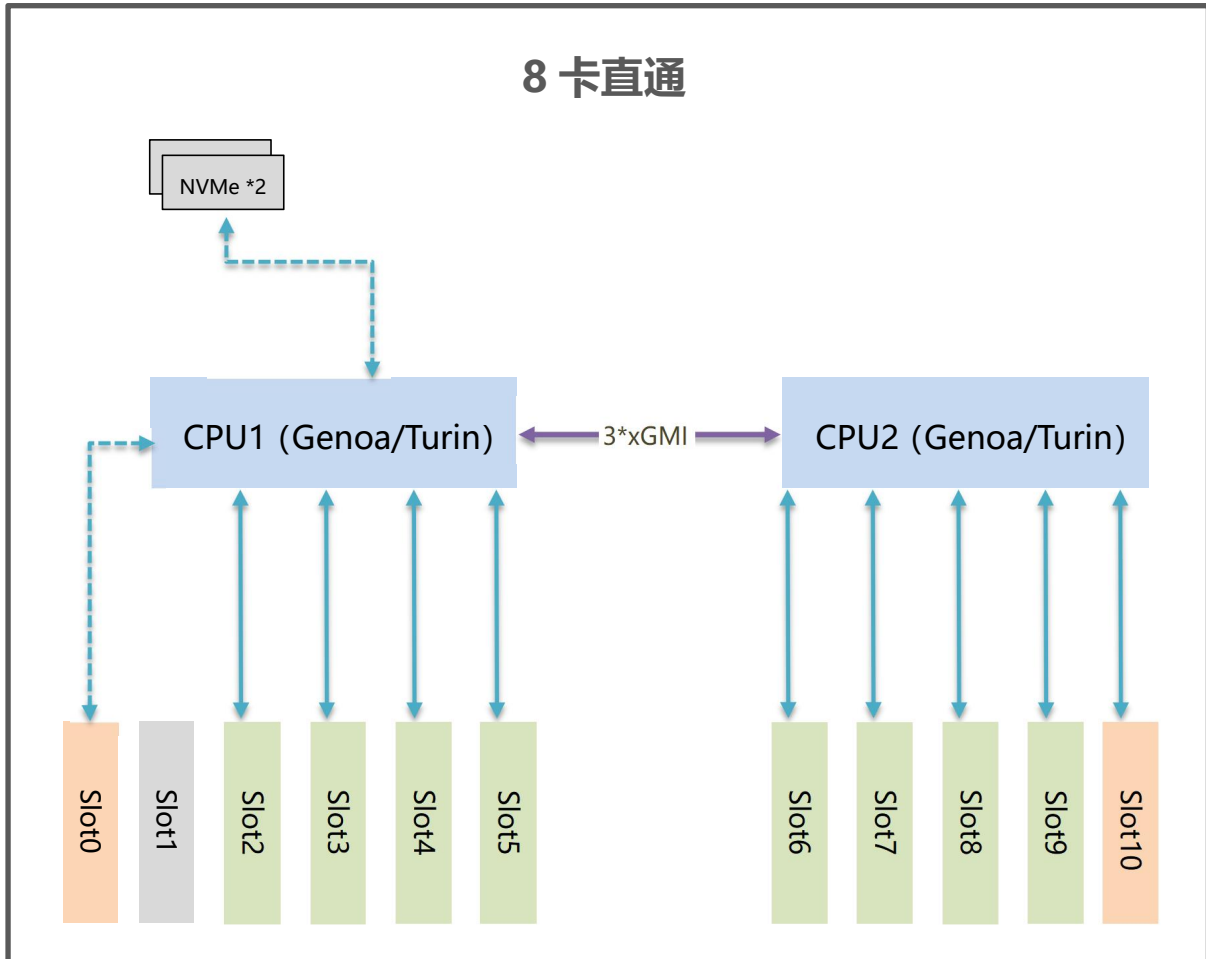 8 卡直通
NVMe *2
CPU1 (Genoa/Turin)
3*xGMI
CPU2 (Genoa/Turin)
Slot0
Slot1
Slot2
Slot3
Slot4
Slot5
Slot6
Slot7
Slot8
Slot9
Slot10